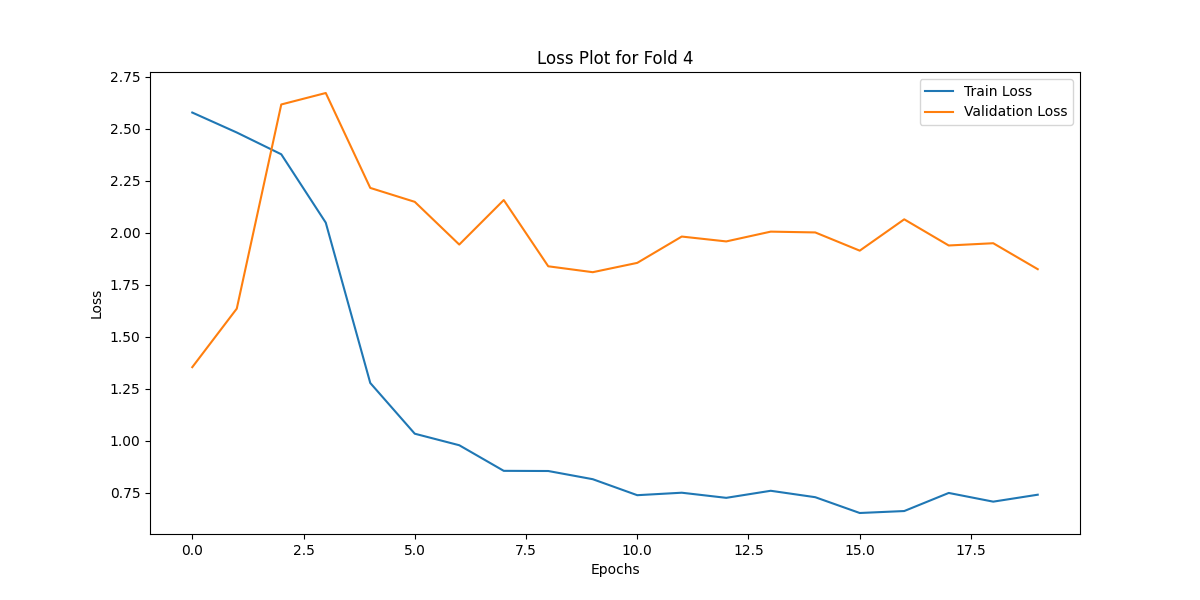 Loss Plot for Fold 4
Train Loss
Validation Loss
2.75
2.50
2.25
2.00
1.75
1.50
1.25
1.00
0.75
Loss
0.0 2.5 5.0 7.5 10.0 12.5 15.0 17.5
Epochs